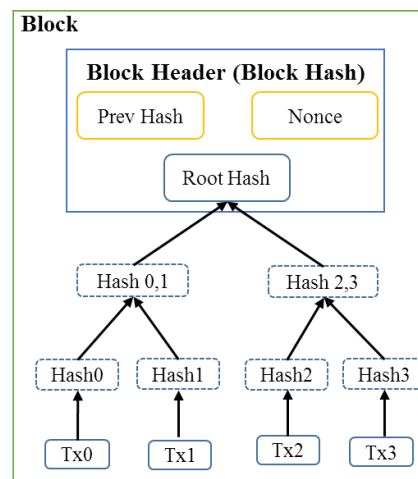 Block
Block Header (Block Hash)
Prev Hash
Nonce
Root Hash
Hash 0,1
Hash 2,3
Hash0
Hash1
Hash2
Hash3
Tx0
Tx1
Tx2
Tx3